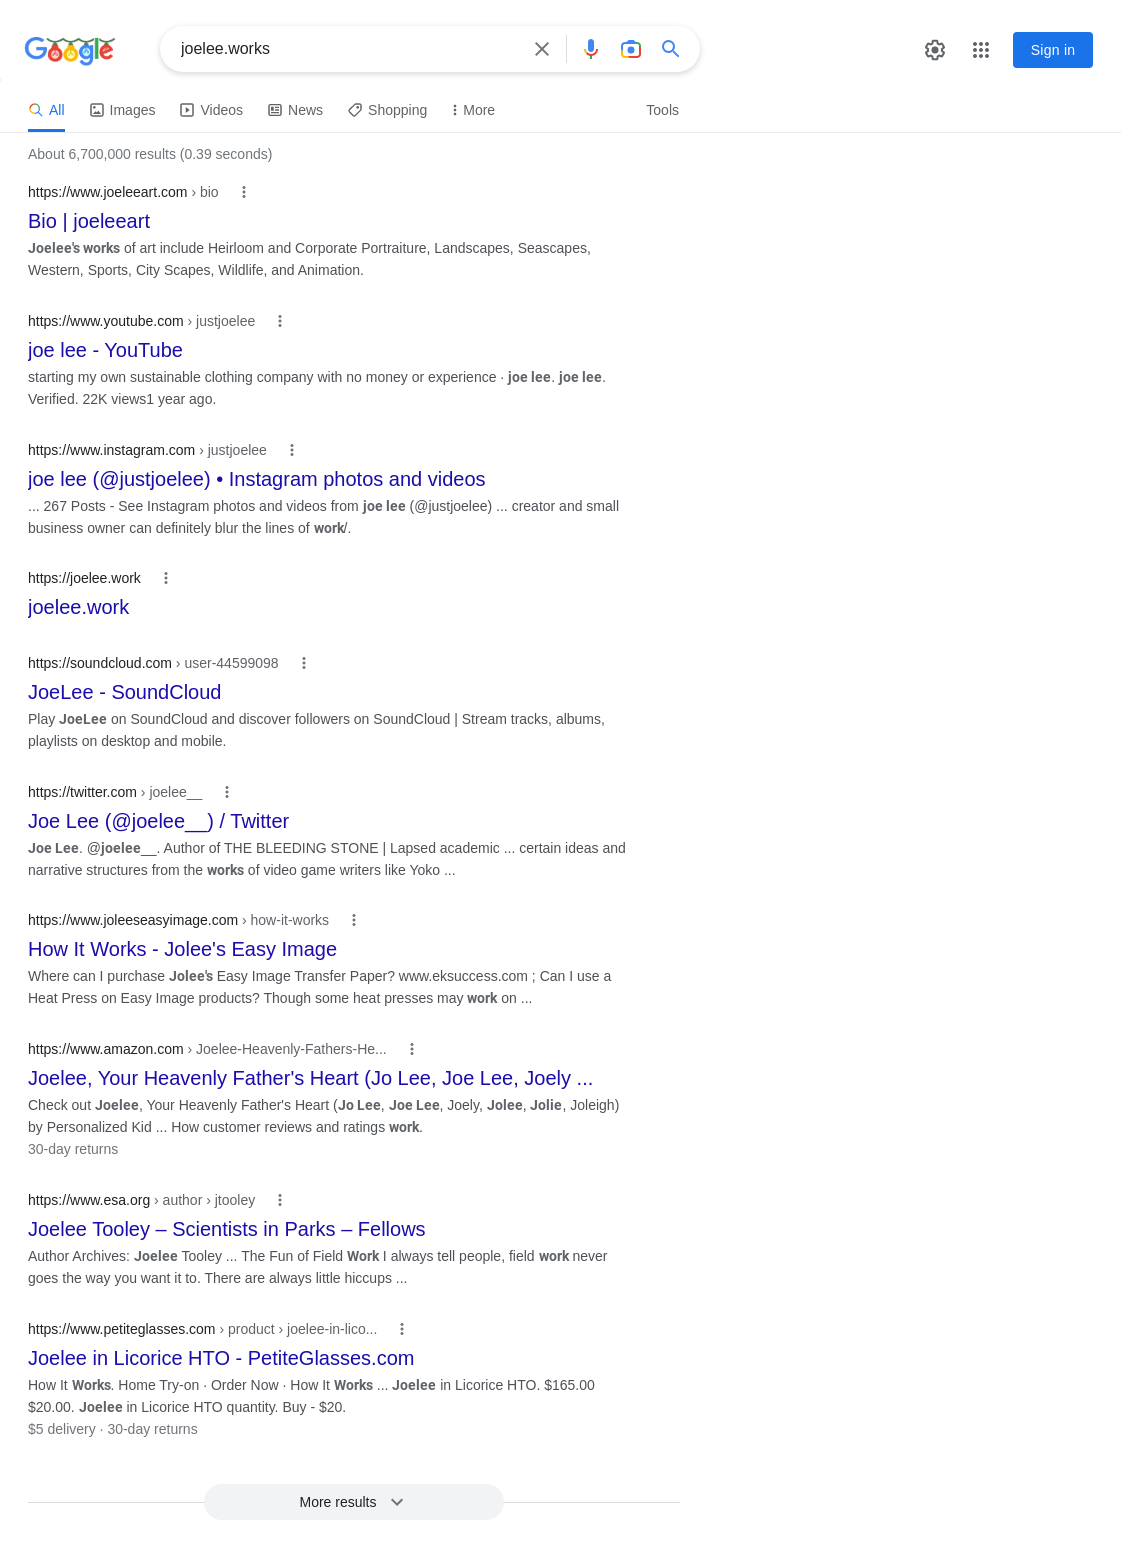 Google
joelee.works
Sign in
All Images Videos News Shopping More Tools
About 6,700,000 results (0.39 seconds)
https://www.joeleeart.com › bio
Bio | joeleeart
Joelee's works of art include Heirloom and Corporate Portraiture, Landscapes, Seascapes,
Western, Sports, City Scapes, Wildlife, and Animation.
https://www.youtube.com › justjoelee
joe lee - YouTube
starting my own sustainable clothing company with no money or experience · joe lee. joe lee.
Verified. 22K views1 year ago.
https://www.instagram.com › justjoelee
joe lee (@justjoelee) • Instagram photos and videos
... 267 Posts - See Instagram photos and videos from joe lee (@justjoelee) ... creator and small
business owner can definitely blur the lines of work/.
https://joelee.work
joelee.work
https://soundcloud.com › user-44599098
JoeLee - SoundCloud
Play JoeLee on SoundCloud and discover followers on SoundCloud | Stream tracks, albums,
playlists on desktop and mobile.
https://twitter.com › joelee__
Joe Lee (@joelee__) / Twitter
Joe Lee. @joelee__. Author of THE BLEEDING STONE | Lapsed academic ... certain ideas and
narrative structures from the works of video game writers like Yoko ...
https://www.joleeseasyimage.com › how-it-works
How It Works - Jolee's Easy Image
Where can I purchase Jolee's Easy Image Transfer Paper? www.eksuccess.com ; Can I use a
Heat Press on Easy Image products? Though some heat presses may work on ...
https://www.amazon.com › Joelee-Heavenly-Fathers-He...
Joelee, Your Heavenly Father's Heart (Jo Lee, Joe Lee, Joely ...
Check out Joelee, Your Heavenly Father's Heart (Jo Lee, Joe Lee, Joely, Jolee, Jolie, Joleigh)
by Personalized Kid ... How customer reviews and ratings work.
30-day returns
https://www.esa.org › author › jtooley
Joelee Tooley – Scientists in Parks – Fellows
Author Archives: Joelee Tooley ... The Fun of Field Work I always tell people, field work never
goes the way you want it to. There are always little hiccups ...
https://www.petiteglasses.com › product › joelee-in-lico...
Joelee in Licorice HTO - PetiteGlasses.com
How It Works. Home Try-on · Order Now · How It Works ... Joelee in Licorice HTO. $165.00
$20.00. Joelee in Licorice HTO quantity. Buy - $20.
$5 delivery · 30-day returns
More results